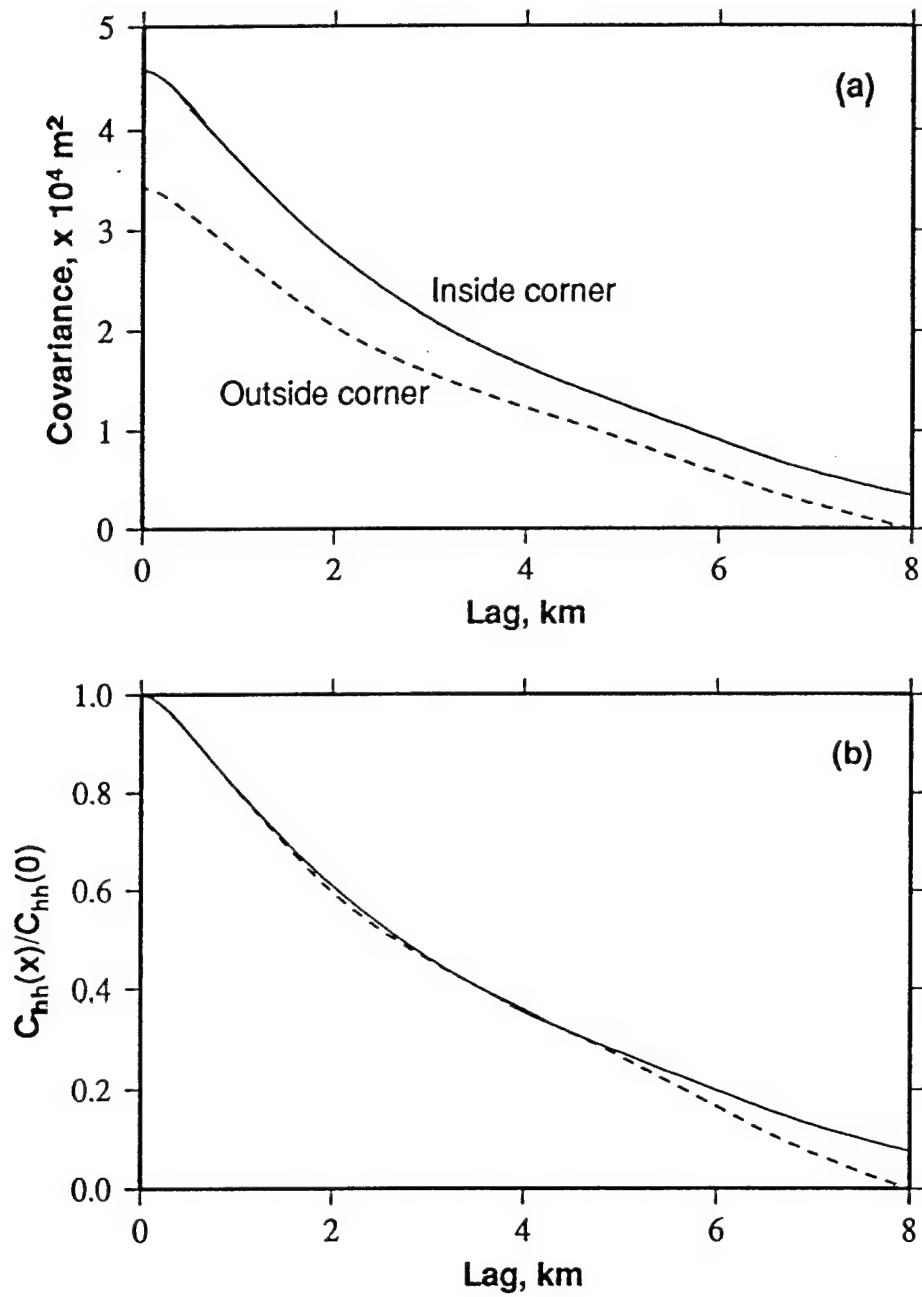 5
4
3
2
1
0
Covariance, x 10⁴ m²
(a)
Inside corner
Outside corner
0 2 4 6 8
Lag, km
1.0
0.8
0.6
0.4
0.2
0.0
Chh(x)/Chh(0)
(b)
0 2 4 6 8
Lag, km